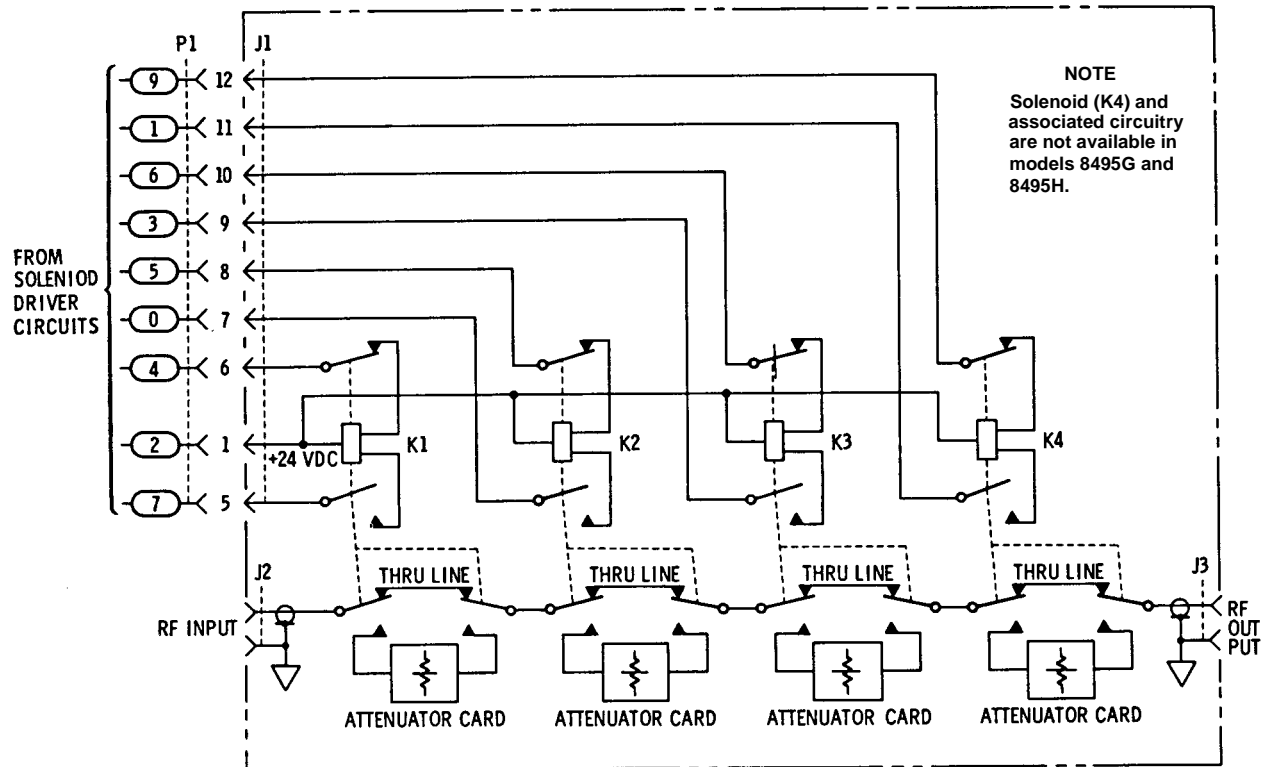 P1 J1
9 12
1 11
6 10
3 9
5 8
0 7
4 6
2 1
7 5
FROM
SOLENIOD
DRIVER
CIRCUITS
NOTE
Solenoid (K4) and
associated circuitry
are not available in
models 8495G and
8495H.
+24 VDC
K1 K2 K3 K4
J2 THRU LINE THRU LINE THRU LINE THRU LINE J3
RF INPUT
RF
OUT
PUT
ATTENUATOR CARD ATTENUATOR CARD ATTENUATOR CARD ATTENUATOR CARD